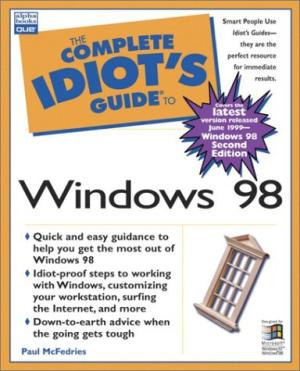 alpha
books
QUE
THE
COMPLETE
IDIOT'S
GUIDE® TO
Smart People Use
Idiot's Guides—
they are the
perfect resource
for immediate
results.
Covers the
latest
version released
June 1999—
Windows 98
Second
Edition
Windows 98
Quick and easy guidance to
help you get the most out of
Windows 98
Idiot-proof steps to working
with Windows, customizing
your workstation, surfing
the Internet, and more
Down-to-earth advice when
the going gets tough
Paul McFedries
Designed for
Microsoft